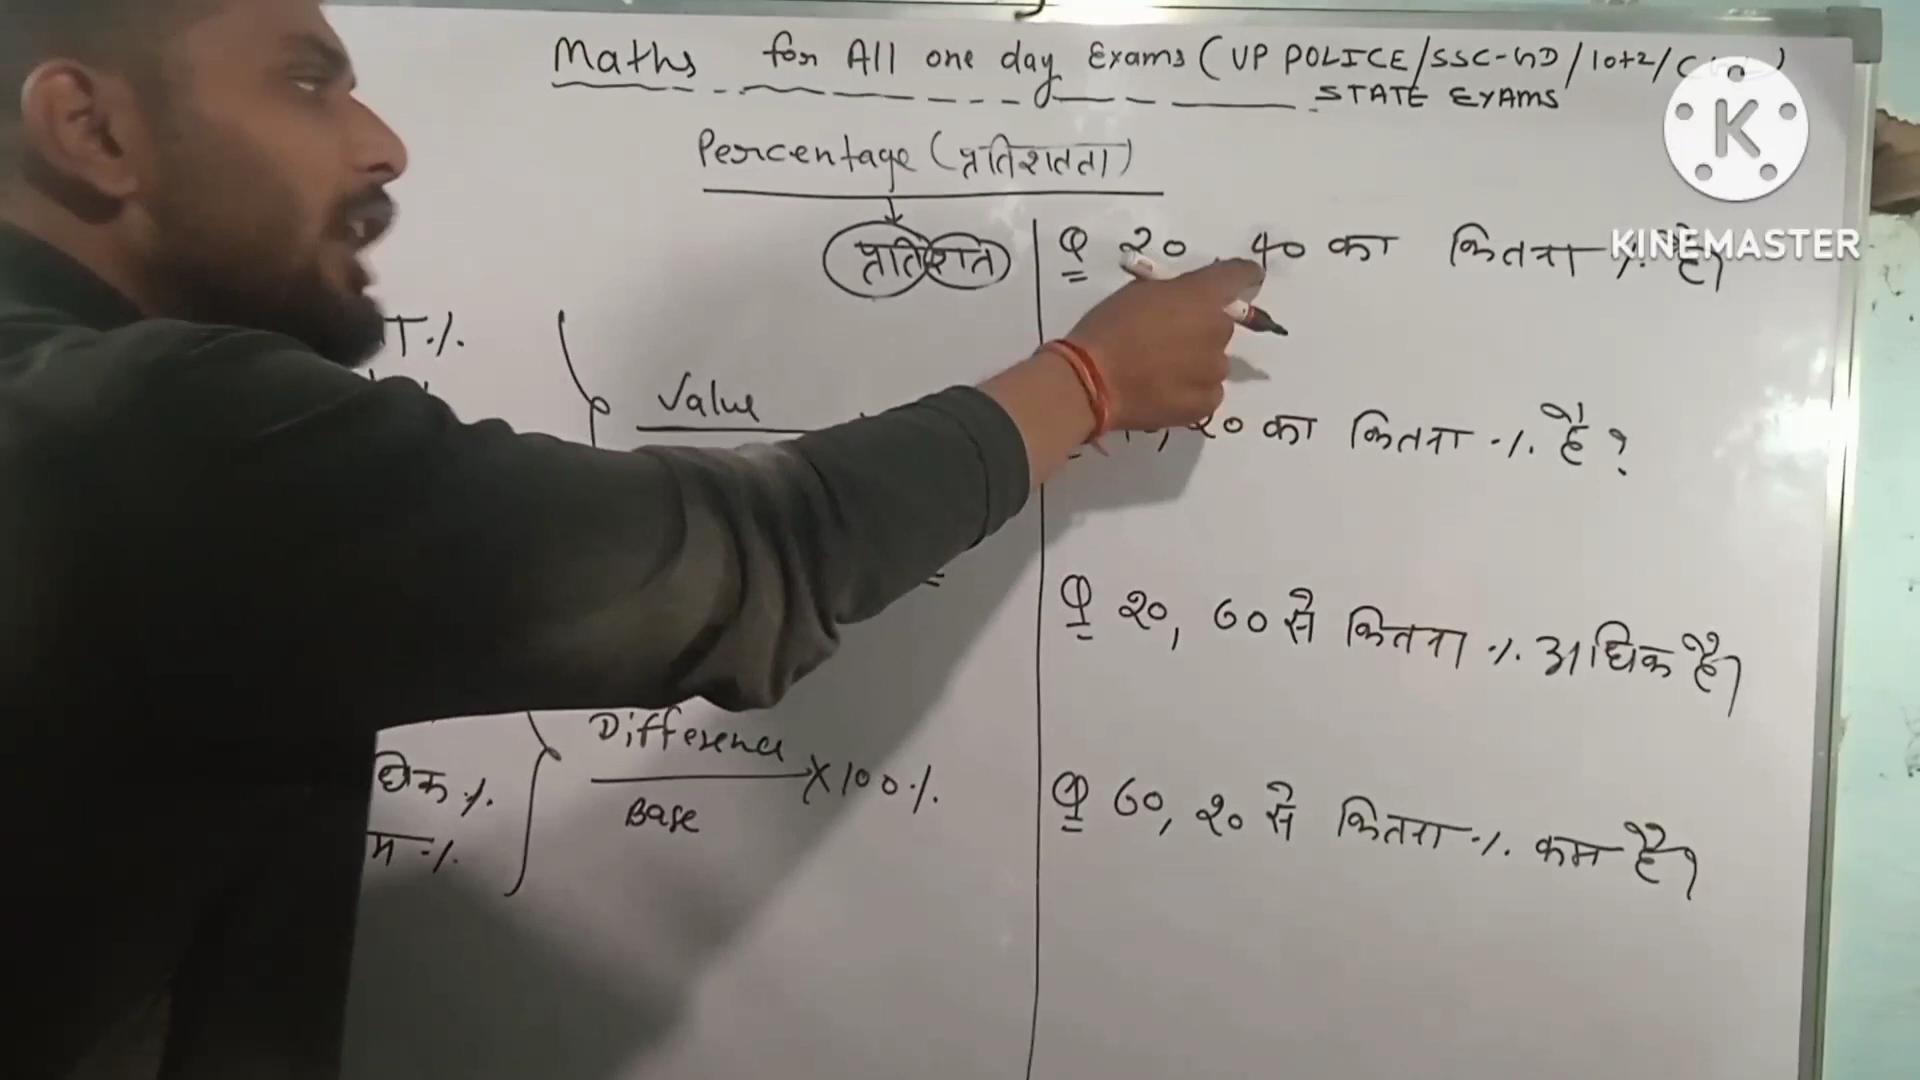 Maths for All one day Exams (UP POLICE/SSC-GD/10+2/
STATE EXAMS
Percentage (प्रतिशतता)
प्रतिशत
Q 20, 40 का कितना % है।
20 का कितना % है ?
Q 20, 60 से कितना % अधिक है।
Q 60, 20 से कितना % कम है।
T.%
Value
धिक %
म %
Difference
Base
×100%
K
KINEMASTER